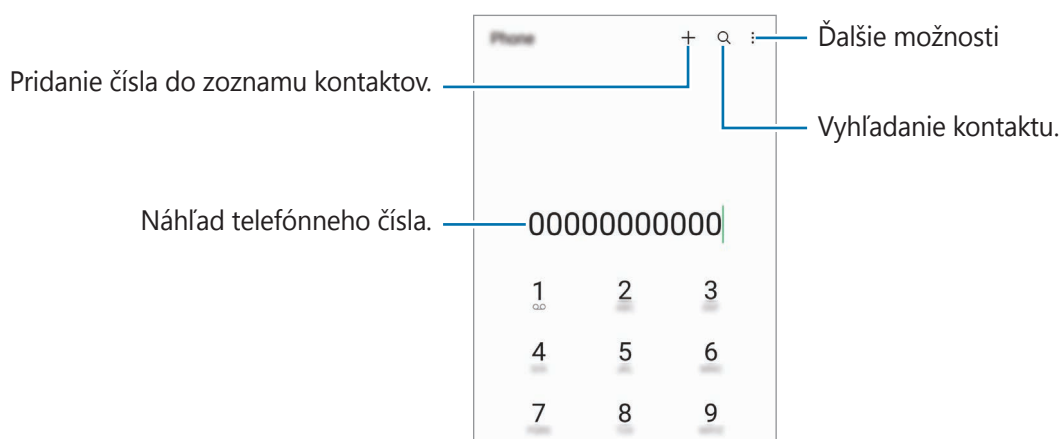 Phone
Ďalšie možnosti
Pridanie čísla do zoznamu kontaktov.
Vyhľadanie kontaktu.
Náhľad telefónneho čísla.
00000000000
1 2 3
4 5 6
7 8 9